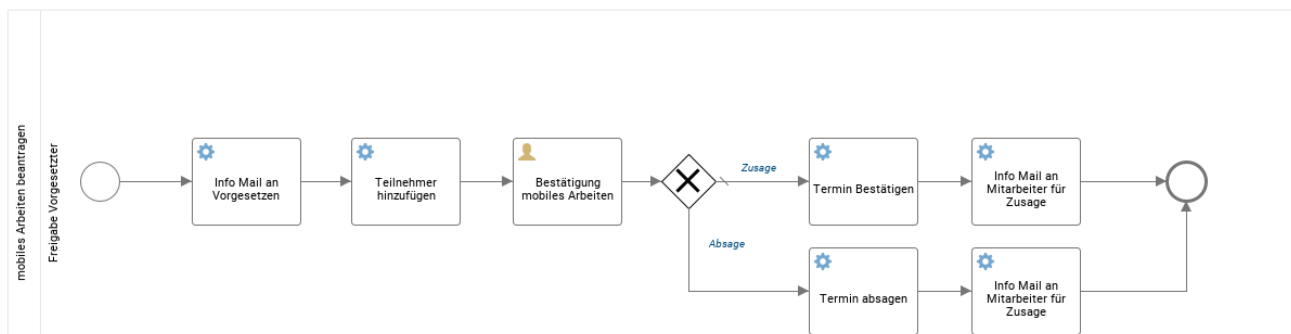 mobiles Arbeiten beantragen
Freigabe Vorgesetzter
Info Mail an
Vorgesetzen
Teilnehmer
hinzufügen
Bestätigung
mobiles Arbeiten
Zusage
Termin Bestätigen
Info Mail an
Mitarbeiter für
Zusage
Absage
Termin absagen
Info Mail an
Mitarbeiter für
Zusage